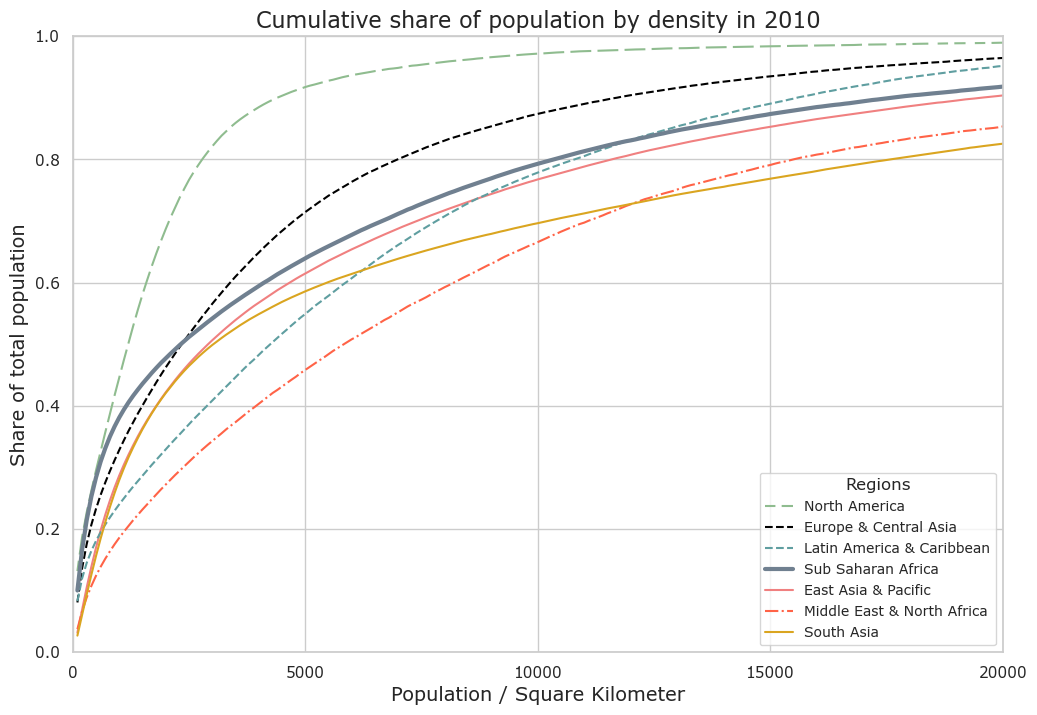 Cumulative share of population by density in 2010
Share of total population
1.0
0.8
0.6
0.4
0.2
0.0
0
5000
10000
15000
20000
Population / Square Kilometer
Regions
North America
Europe & Central Asia
Latin America & Caribbean
Sub Saharan Africa
East Asia & Pacific
Middle East & North Africa
South Asia